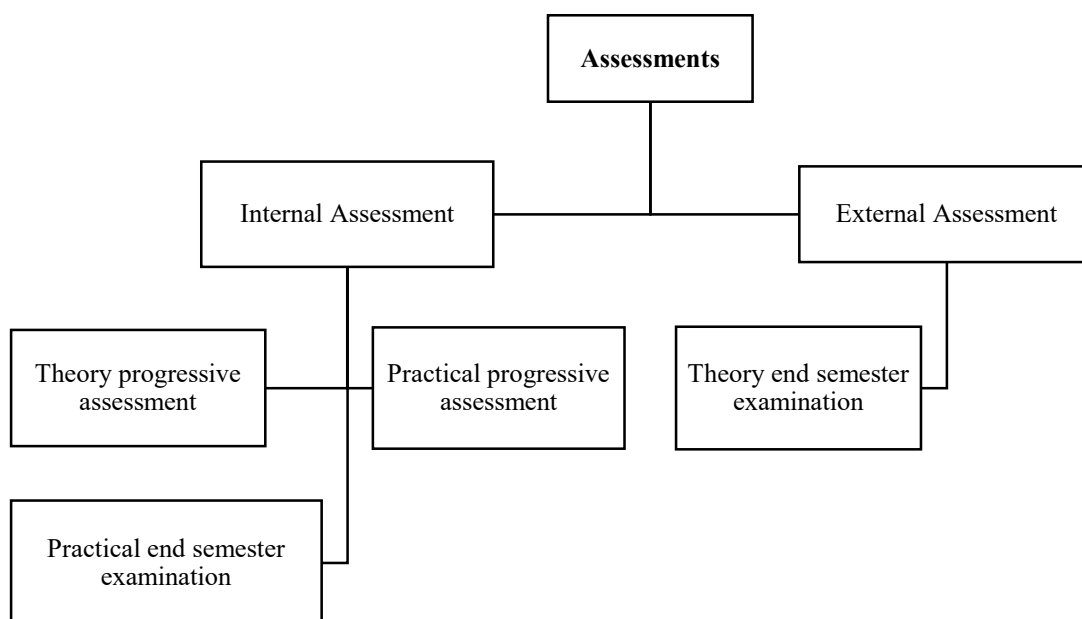 Assessments
Internal Assessment
External Assessment
Theory progressive
assessment
Practical progressive
assessment
Theory end semester
examination
Practical end semester
examination